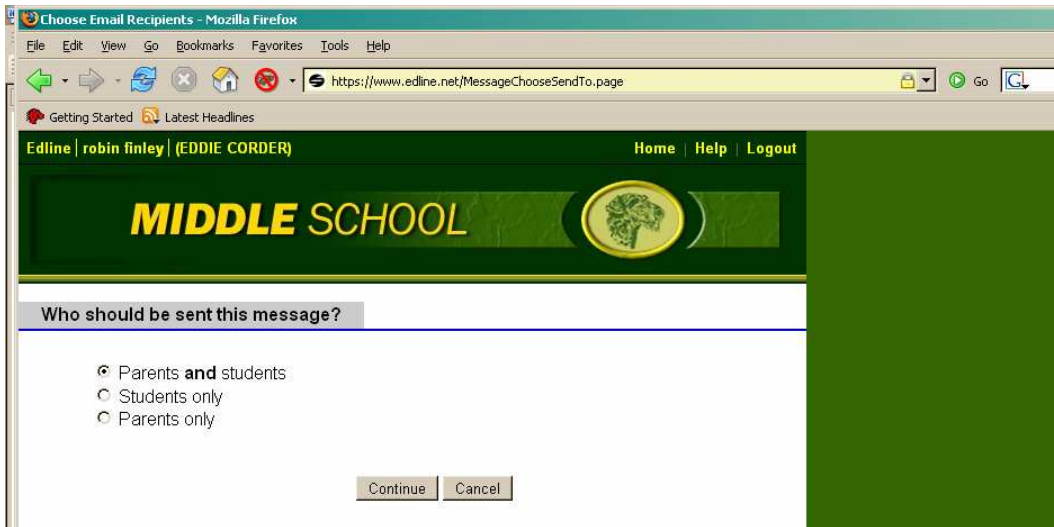 Choose Email Recipients - Mozilla Firefox
File Edit View Go Bookmarks Favorites Tools Help
https://www.edline.net/MessageChooseSendTo.page Go G
Getting Started Latest Headlines
Edline | robin finley | (EDDIE CORDER) Home | Help | Logout
MIDDLE SCHOOL
Who should be sent this message?
Parents and students
Students only
Parents only
Continue Cancel